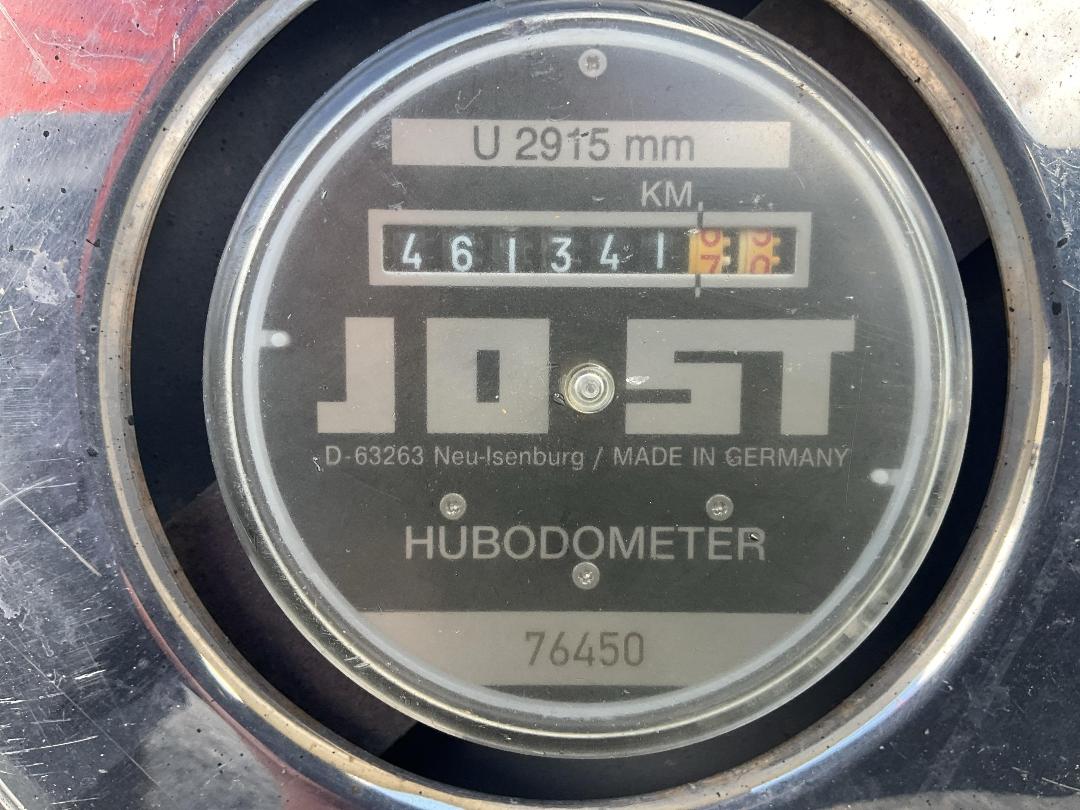 U 2915 mm
KM
461341
JOST
D-63263 Neu-Isenburg / MADE IN GERMANY
HUBODOMETER
76450